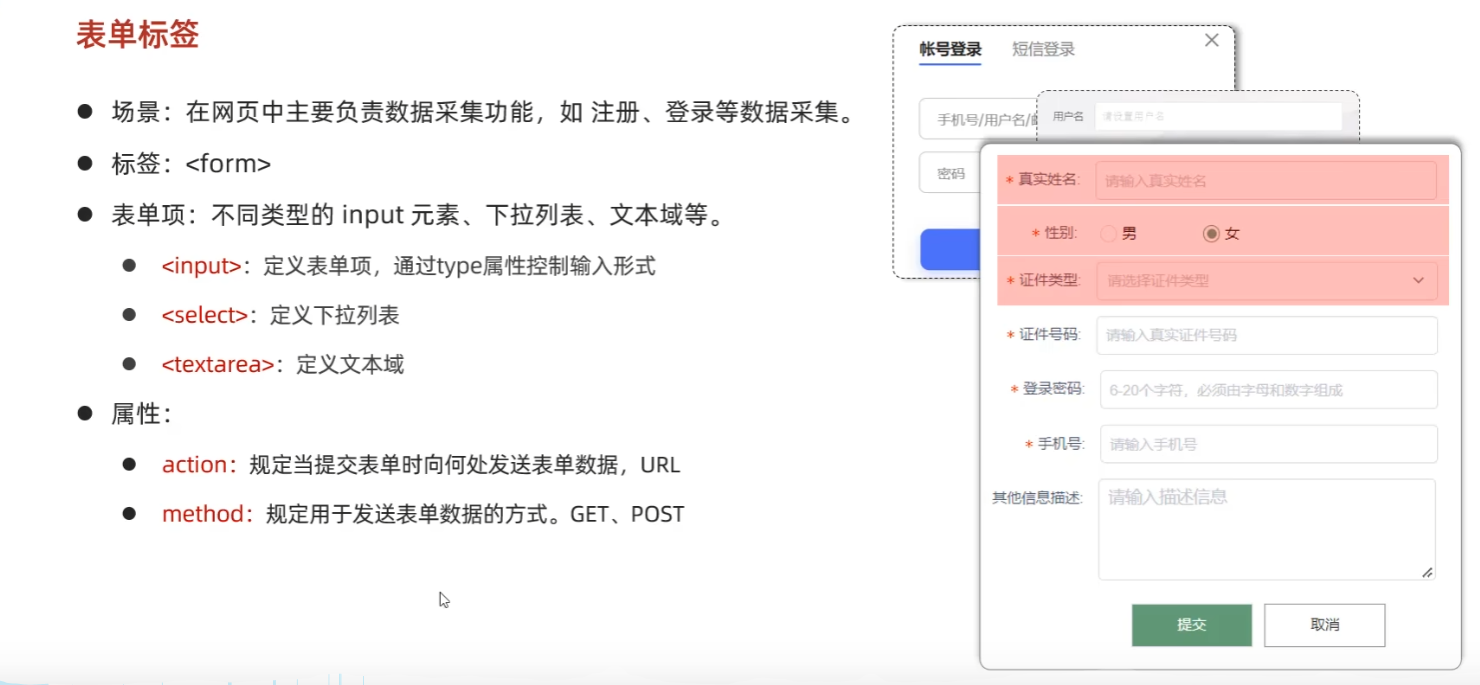 表单标签
场景：在网页中主要负责数据采集功能，如 注册、登录等数据采集。
标签：<form>
表单项：不同类型的 input 元素、下拉列表、文本域等。
<input>：定义表单项，通过type属性控制输入形式
<select>：定义下拉列表
<textarea>：定义文本域
属性：
action：规定当提交表单时向何处发送表单数据，URL
method：规定用于发送表单数据的方式。GET、POST
帐号登录 短信登录
手机号/用户名/
密码
用户名 请设置用户名
* 真实姓名: 请输入真实姓名
* 性别: 男 女
* 证件类型: 请选择证件类型
* 证件号码: 请输入真实证件号码
* 登录密码: 6-20个字符，必须由字母和数字组成
* 手机号: 请输入手机号
其他信息描述: 请输入描述信息
提交 取消